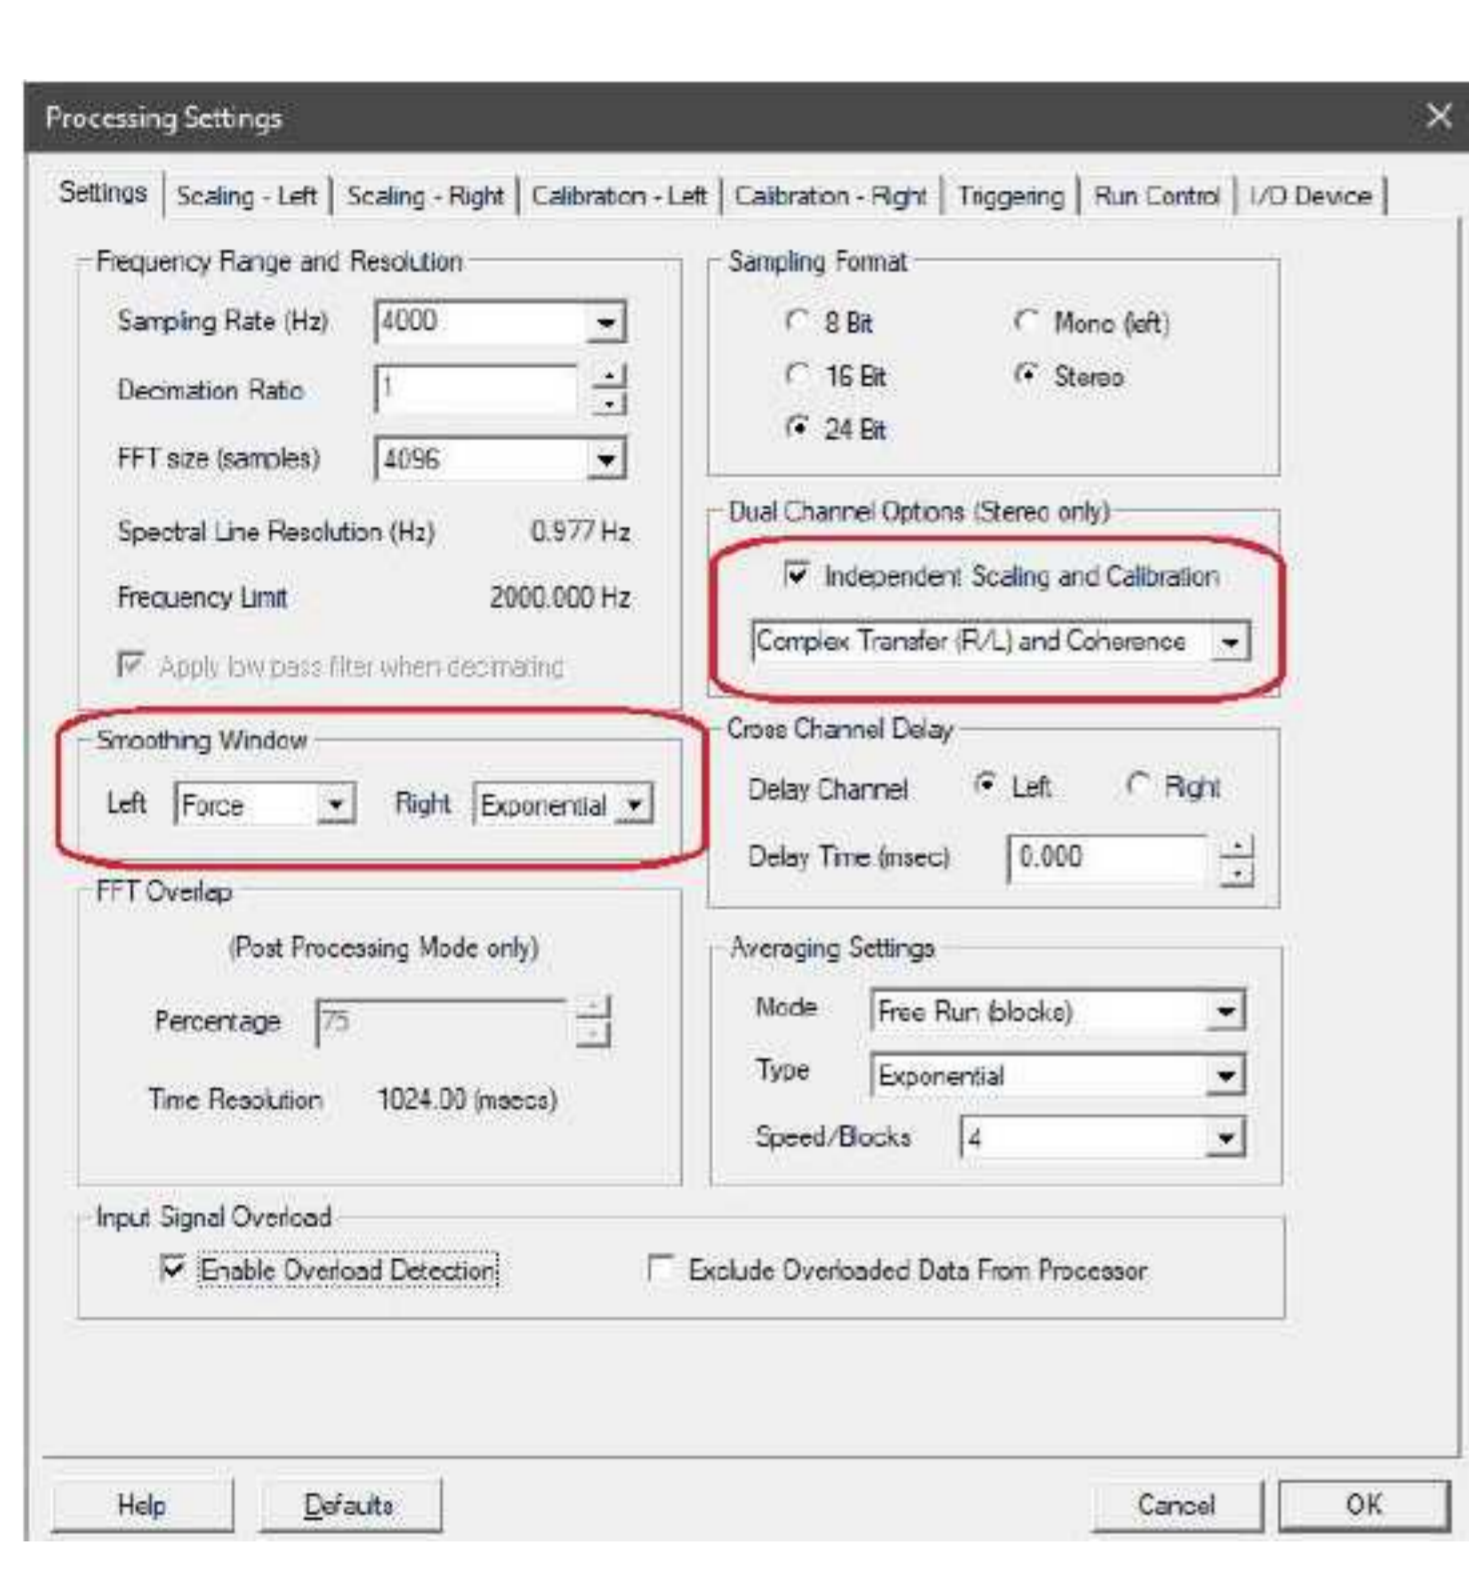 Processing Settings
Settings Scaling - Left Scaling - Right Calibration - Left Calibration - Right Triggering Run Control I/O Device
Frequency Range and Resolution
Sampling Rate (Hz) 4000
Decimation Ratio 1
FFT size (samples) 4096
Spectral Line Resolution (Hz) 0.977 Hz
Frequency Limit 2000.000 Hz
Apply low pass filter when decimating
Smoothing Window
Left Force Right Exponential
FFT Overlap
(Post Processing Mode only)
Percentage 75
Time Resolution 1024.00 (msecs)
Sampling Format
8 Bit Mono (left)
16 Bit Stereo
24 Bit
Dual Channel Options (Stereo only)
Independent Scaling and Calibration
Complex Transfer (R/L) and Coherence
Cross Channel Delay
Delay Channel Left Right
Delay Time (msec) 0.000
Averaging Settings
Mode Free Run (blocks)
Type Exponential
Speed/Blocks 4
Input Signal Overload
Enable Overload Detection Exclude Overloaded Data From Processor
Help Defaults Cancel OK